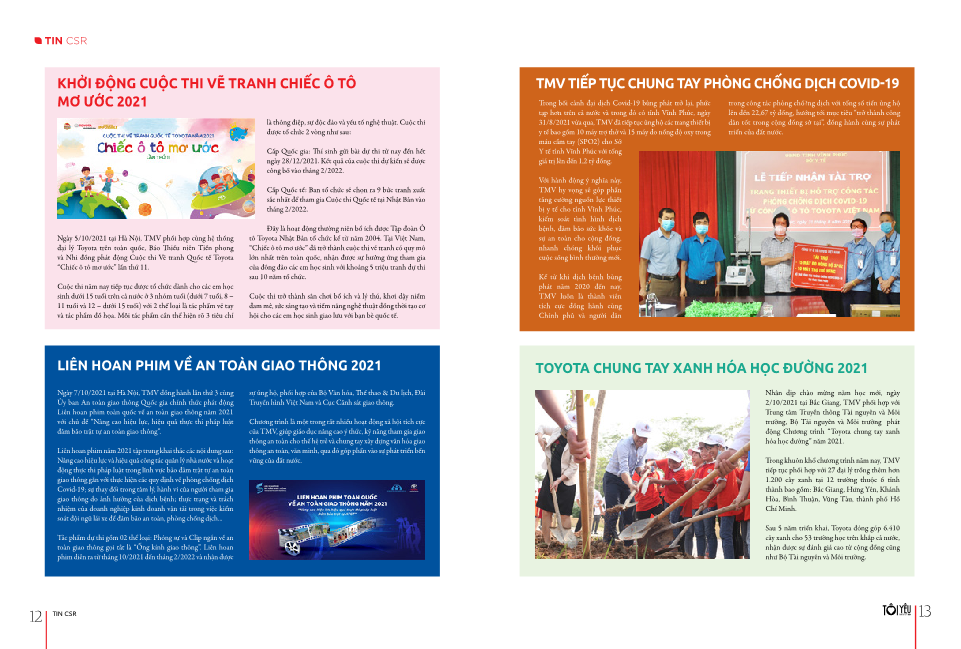 TIN CSR
KHỞI ĐỘNG CUỘC THI VẼ TRANH CHIẾC Ô TÔ
MƠ ƯỚC 2021
CUỘC THI VẼ TRANH QUỐC TẾ TOYOTA LẦN 2021
Chiếc ô tô mơ ước
Ngày 5/10/2021 tại Hà Nội, TMV phối hợp cùng hệ thống
đại lý Toyota trên toàn quốc, Báo Thiếu niên Tiền phong
và Nhi đồng phát động Cuộc thi Vẽ tranh Quốc tế Toyota
“Chiếc ô tô mơ ước” lần thứ 11.
Cuộc thi năm nay tiếp tục được tổ chức dành cho các em học
sinh dưới 15 tuổi trên cả nước ở 3 nhóm tuổi (dưới 7 tuổi, 8 –
11 tuổi và 12 – dưới 15 tuổi) với 2 thể loại là tác phẩm vẽ tay
và tác phẩm đồ họa. Mỗi tác phẩm cần thể hiện rõ 3 tiêu chí
là thông điệp, sự độc đáo và yếu tố nghệ thuật. Cuộc thi
được tổ chức 2 vòng như sau:
Cấp Quốc gia: Thí sinh gửi bài dự thi từ nay đến hết
ngày 28/12/2021. Kết quả của cuộc thi dự kiến sẽ được
công bố vào tháng 2/2022.
Cấp Quốc tế: Ban tổ chức sẽ chọn ra 9 bức tranh xuất
sắc nhất để tham gia Cuộc thi Quốc tế tại Nhật Bản vào
tháng 2/2022.
Đây là hoạt động thường niên bổ ích được Tập đoàn Ô
tô Toyota Nhật Bản tổ chức kể từ năm 2004. Tại Việt Nam,
“Chiếc ô tô mơ ước” đã trở thành cuộc thi vẽ tranh có quy mô
lớn nhất trên toàn quốc, nhận được sự hưởng ứng tham gia
của đông đảo các em học sinh với khoảng 5 triệu tranh dự thi
sau 10 năm tổ chức.
Cuộc thi trở thành sân chơi bổ ích và lý thú, khơi dậy niềm
đam mê, sức sáng tạo và tiềm năng nghệ thuật đồng thời tạo cơ
hội cho các em học sinh giao lưu với bạn bè quốc tế.
LIÊN HOAN PHIM VỀ AN TOÀN GIAO THÔNG 2021
Ngày 7/10/2021 tại Hà Nội, TMV đồng hành lần thứ 3 cùng
Ủy ban An toàn giao thông Quốc gia chính thức phát động
Liên hoan phim toàn quốc về an toàn giao thông năm 2021
với chủ đề “Nâng cao hiệu lực, hiệu quả thực thi pháp luật
đảm bảo trật tự an toàn giao thông”.
Liên hoan phim năm 2021 tập trung khai thác các nội dung sau:
Nâng cao hiệu lực và hiệu quả công tác quản lý nhà nước và hoạt
động thực thi pháp luật trong lĩnh vực bảo đảm trật tự an toàn
giao thông gắn với thực hiện các quy định về phòng chống dịch
Covid-19; sự thay đổi trong tâm lý, hành vi của người tham gia
giao thông do ảnh hưởng của dịch bệnh; thực trạng và trách
nhiệm của doanh nghiệp kinh doanh vận tải trong việc kiểm
soát đội ngũ lái xe để đảm bảo an toàn, phòng chống dịch...
Tác phẩm dự thi gồm 02 thể loại: Phóng sự và Clip ngắn về an
toàn giao thông gọi tắt là “Ống kính giao thông”. Liên hoan
phim diễn ra từ tháng 10/2021 đến tháng 2/2022 và nhận được
sự ủng hộ, phối hợp của Bộ Văn hóa, Thể thao & Du lịch, Đài
Truyền hình Việt Nam và Cục Cảnh sát giao thông.
Chương trình là một trong rất nhiều hoạt động xã hội tích cực
của TMV, giúp giáo dục nâng cao ý thức, kỹ năng tham gia giao
thông an toàn cho thế hệ trẻ và chung tay xây dựng văn hóa giao
thông an toàn, văn minh, qua đó góp phần vào sự phát triển bền
vững của đất nước.
LIÊN HOAN PHIM TOÀN QUỐC
VỀ AN TOÀN GIAO THÔNG NĂM 2021
TMV TIẾP TỤC CHUNG TAY PHÒNG CHỐNG DỊCH COVID-19
Trong bối cảnh đại dịch Covid-19 bùng phát trở lại, phức
tạp hơn trên cả nước và trong đó có tỉnh Vĩnh Phúc, ngày
31/8/2021 vừa qua, TMV đã tiếp tục ủng hộ các trang thiết bị
y tế bao gồm 10 máy trợ thở và 15 máy đo nồng độ oxy trong
máu cầm tay (SPO2) cho Sở
Y tế tỉnh Vĩnh Phúc với tổng
giá trị lên đến 1,2 tỷ đồng.
Với hành động ý nghĩa này,
TMV hy vọng sẽ góp phần
tăng cường nguồn lực thiết
bị y tế cho tỉnh Vĩnh Phúc,
kiểm soát tình hình dịch
bệnh, đảm bảo sức khỏe và
sự an toàn cho cộng đồng,
nhanh chóng khôi phục
cuộc sống bình thường mới.
Kể từ khi dịch bệnh bùng
phát năm 2020 đến nay,
TMV luôn là thành viên
tích cực đồng hành cùng
Chính phủ và người dân
trong công tác phòng chống dịch với tổng số tiền ủng hộ
lên đến 22.67 tỷ đồng, hướng tới mục tiêu “trở thành công
dân tốt trong cộng đồng sở tại”, đồng hành cùng sự phát
triển của đất nước.
SỞ Y TẾ
LỄ TIẾP NHẬN TÀI TRỢ
TRANG THIẾT BỊ HỖ TRỢ CÔNG TÁC
PHÒNG CHỐNG DỊCH COVID-19
CÔNG TY Ô TÔ TOYOTA VIỆT NAM
TOYOTA CHUNG TAY XANH HÓA HỌC ĐƯỜNG 2021
Nhân dịp chào mừng năm học mới, ngày
2/10/2021 tại Bắc Giang, TMV phối hợp với
Trung tâm Truyền thông Tài nguyên và Môi
trường, Bộ Tài nguyên và Môi trường phát
động Chương trình “Toyota chung tay xanh
hóa học đường” năm 2021.
Trong khuôn khổ chương trình năm nay, TMV
tiếp tục phối hợp với 27 đại lý trồng thêm hơn
1.200 cây xanh tại 12 trường thuộc 6 tỉnh
thành bao gồm: Bắc Giang, Hưng Yên, Khánh
Hòa, Bình Thuận, Vũng Tàu, thành phố Hồ
Chí Minh.
Sau 5 năm triển khai, Toyota đóng góp 6.410
cây xanh cho 53 trường học trên khắp cả nước,
nhận được sự đánh giá cao từ cộng đồng cũng
như Bộ Tài nguyên và Môi trường.
12
TIN CSR
TÔI YÊU
13